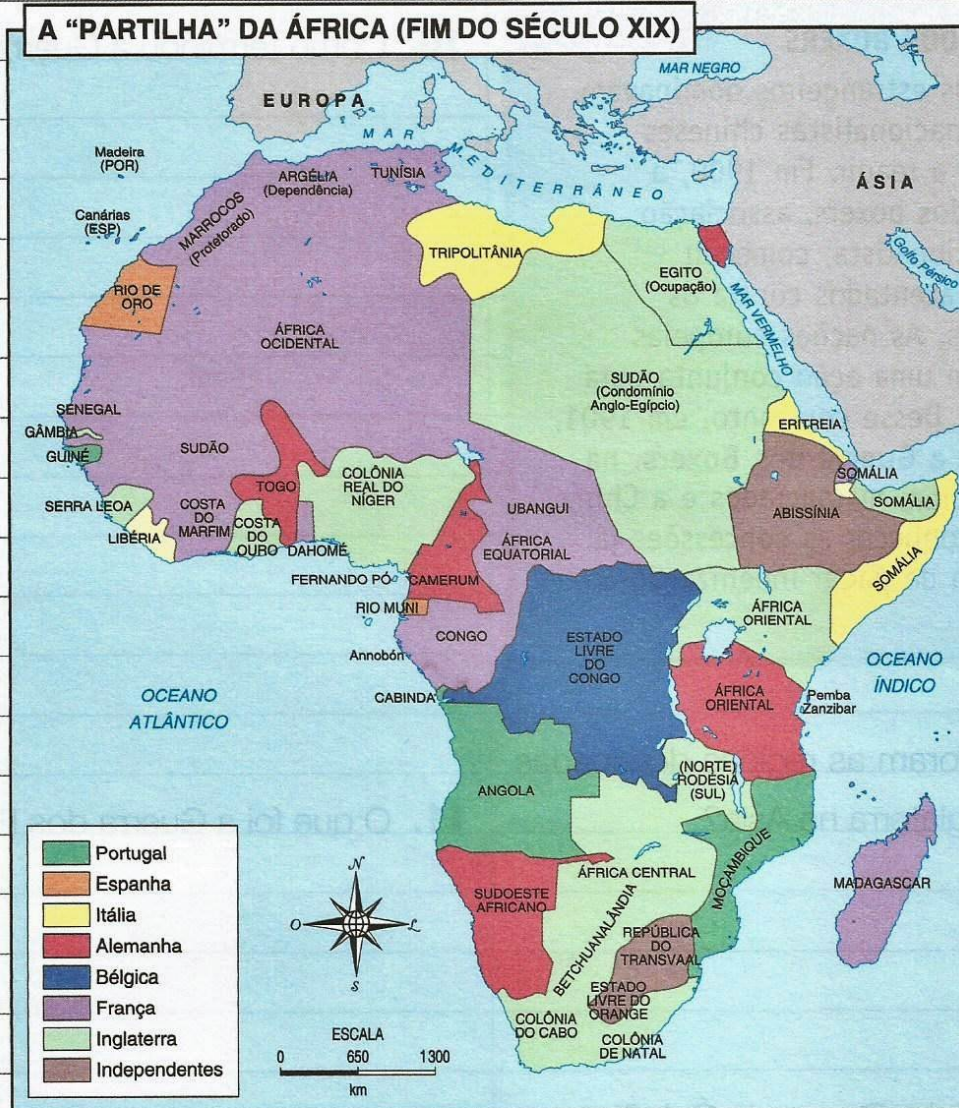 A "PARTILHA" DA ÁFRICA (FIM DO SÉCULO XIX)
MAR NEGRO
EUROPA
ÁSIA
MAR MEDITERRÂNEO
Madeira
(POR)
Canárias
(ESP)
ARGÉLIA
(Dependência)
TUNÍSIA
MARROCOS
(Protetorado)
TRIPOLITÂNIA
EGITO
(Ocupação)
Golfo Pérsico
MAR VERMELHO
RIO DE
ORO
ÁFRICA
OCIDENTAL
SUDÃO
(Condomínio
Anglo-Egípcio)
SENEGAL
GÂMBIA
GUINÉ
SUDÃO
ERITREIA
SERRA LEOA
LIBÉRIA
COSTA
DO
MARFIM
TOGO
COSTA
DO
OURO
DAHOMÉ
COLÔNIA
REAL DO
NÍGER
UBANGUI
ÁFRICA
EQUATORIAL
ABISSÍNIA
SOMÁLIA
SOMÁLIA
SOMÁLIA
FERNANDO PÓ
CAMERUM
RIO MUNI
CONGO
Annobón
CABINDA
ESTADO
LIVRE
DO
CONGO
ÁFRICA
ORIENTAL
ÁFRICA
ORIENTAL
Pemba
Zanzibar
OCEANO
ATLÂNTICO
OCEANO
ÍNDICO
ANGOLA
(NORTE)
RODÉSIA
(SUL)
MOÇAMBIQUE
MADAGASCAR
SUDOESTE
AFRICANO
ÁFRICA CENTRAL
BETCHUANALÂNDIA
REPÚBLICA
DO
TRANSVAAL
ESTADO
LIVRE DO
ORANGE
COLÔNIA
DO CABO
COLÔNIA
DE NATAL
Portugal
Espanha
Itália
Alemanha
Bélgica
França
Inglaterra
Independentes
N
O
L
S
ESCALA
0 650 1300
km